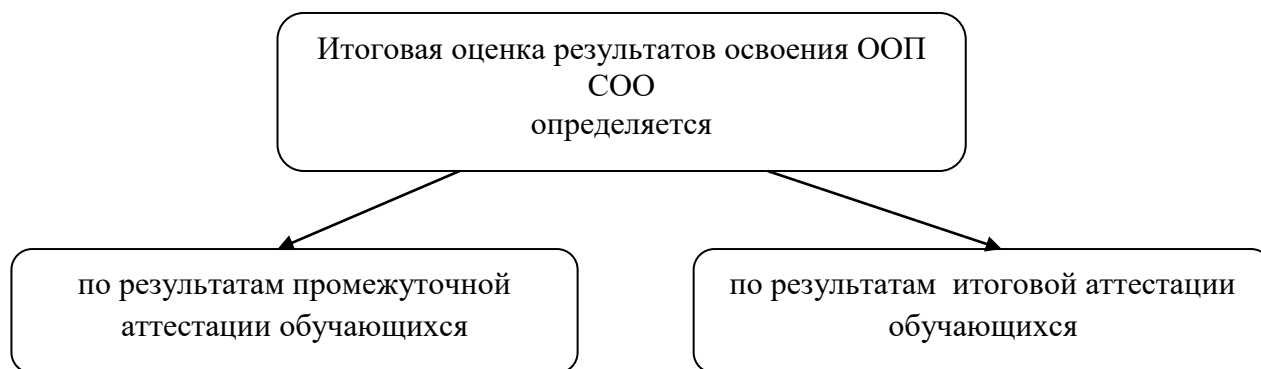 Итоговая оценка результатов освоения ООП
СОО
определяется
по результатам промежуточной
аттестации обучающихся
по результатам итоговой аттестации
обучающихся